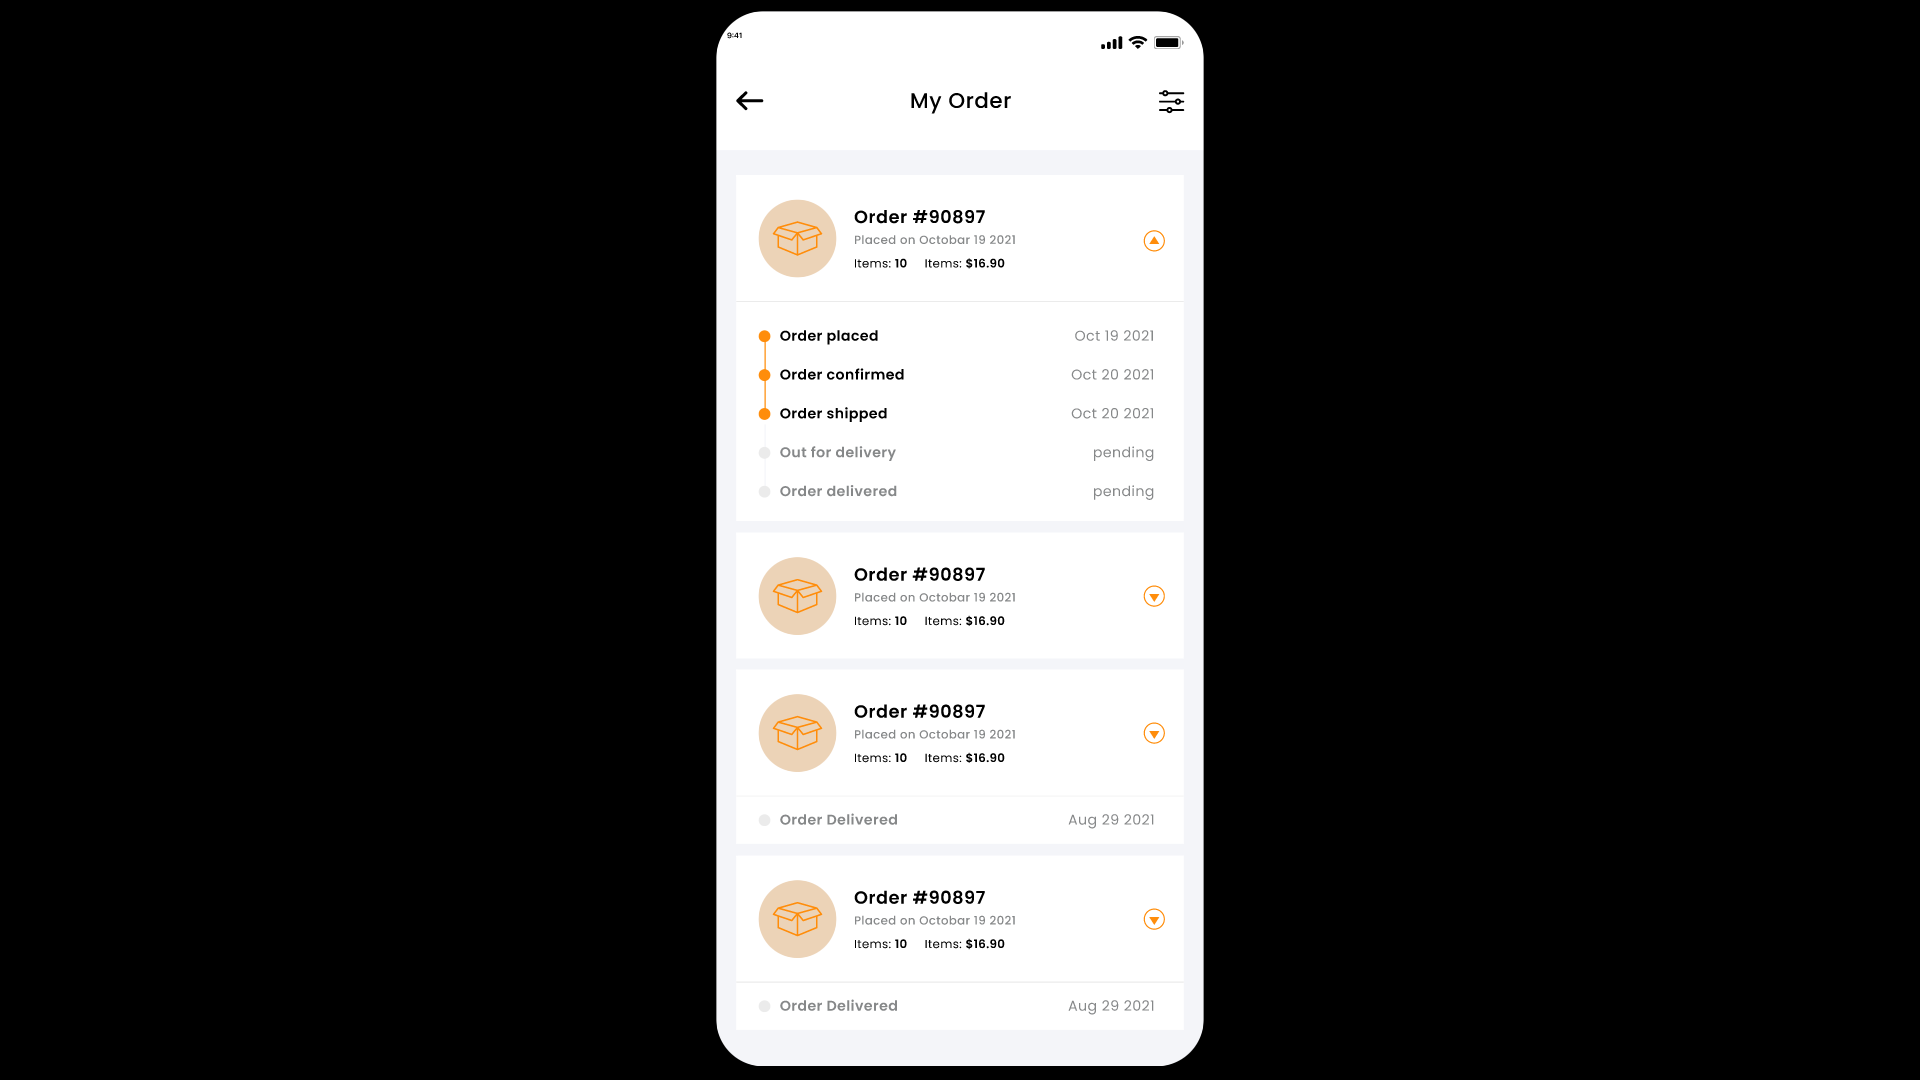 9:41
My Order
Order #90897
Placed on Octobar 19 2021
Items: 10 Items: $16.90
Order placed Oct 19 2021
Order confirmed Oct 20 2021
Order shipped Oct 20 2021
Out for delivery pending
Order delivered pending
Order #90897
Placed on Octobar 19 2021
Items: 10 Items: $16.90
Order #90897
Placed on Octobar 19 2021
Items: 10 Items: $16.90
Order Delivered Aug 29 2021
Order #90897
Placed on Octobar 19 2021
Items: 10 Items: $16.90
Order Delivered Aug 29 2021